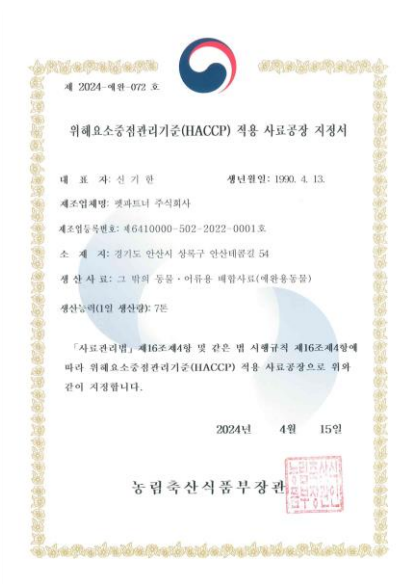 제 2024-애완-072 호
위해요소중점관리기준(HACCP) 적용 사료공장 지정서
대 표 자: 신 기 한 생년월일: 1990. 4. 13.
제조업체명: 펫파트너 주식회사
제조업등록번호: 제6410000-502-2022-0001호
소 재 지: 경기도 안산시 상록구 안산테콤길 54
생 산 사 료: 그 밖의 동물·어류용 배합사료(애완용동물)
생산능력(1일 생산량): 7톤
「사료관리법」제16조제4항 및 같은 법 시행규칙 제16조제4항에
따라 위해요소중점관리기준(HACCP) 적용 사료공장으로 위와
같이 지정합니다.
2024년 4월 15일
농림축산식품부장관
농림축산식
품부장관인